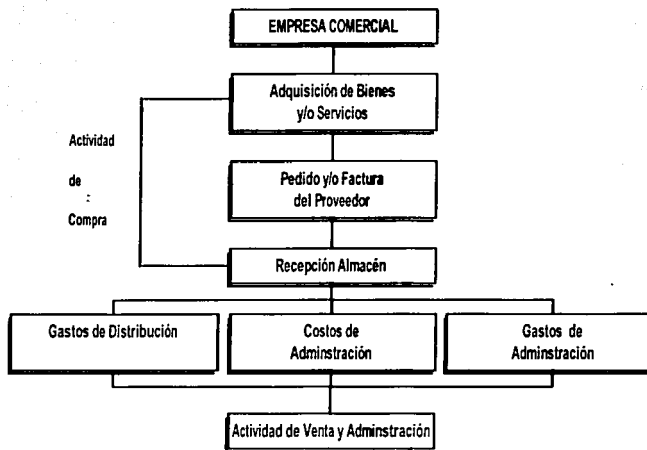 EMPRESA COMERCIAL
Adquisición de Bienes
y/o Servicios
Actividad
de
Compra
Pedido y/o Factura
del Proveedor
Recepción Almacén
Gastos de Distribución
Costos de
Adminstración
Gastos de
Adminstración
Actividad de Venta y Adminstración